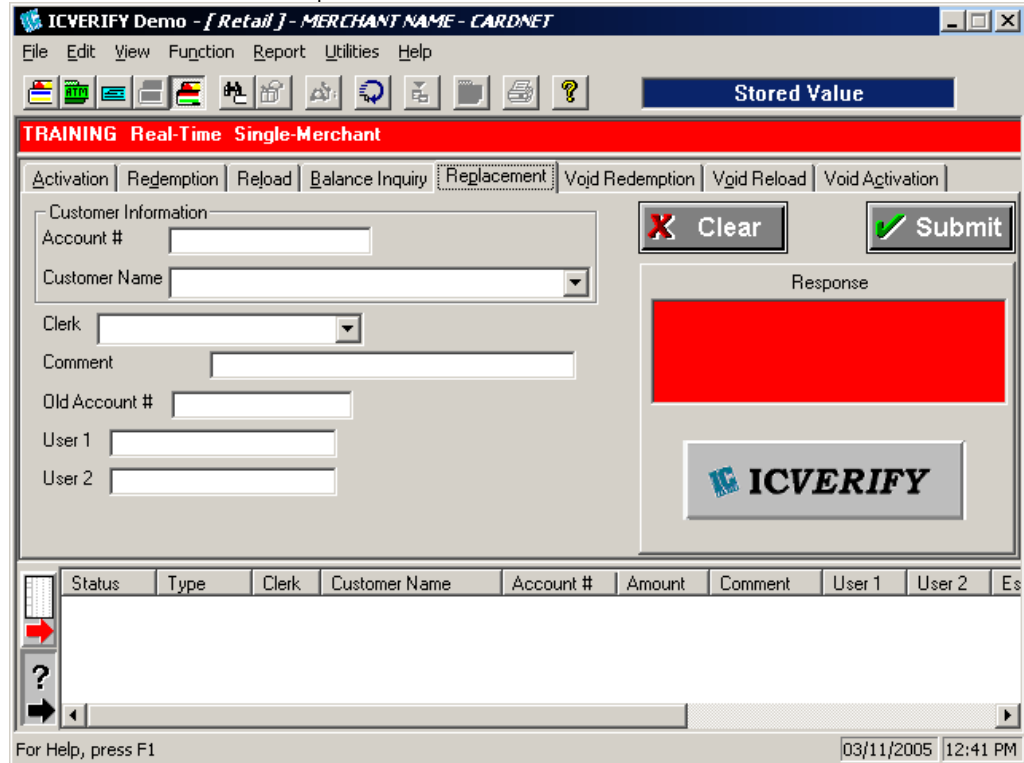 ICVERIFY Demo - [ Retail ] - MERCHANT NAME - CARDNET
File Edit View Function Report Utilities Help
ATM ? Stored Value
TRAINING Real-Time Single-Merchant
Activation Redemption Reload Balance Inquiry Replacement Void Redemption Void Reload Void Activation
Customer Information
Account #
Customer Name
Clerk
Comment
Old Account #
User 1
User 2
Clear Submit
Response
ICVERIFY
Status Type Clerk Customer Name Account # Amount Comment User 1 User 2 Es
?
For Help, press F1 03/11/2005 12:41 PM